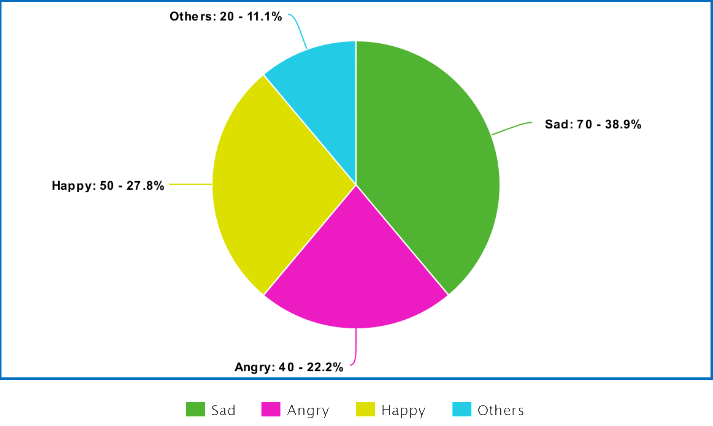 Others: 20 - 11.1%
Sad: 70 - 38.9%
Happy: 50 - 27.8%
Angry: 40 - 22.2%
Sad Angry Happy Others